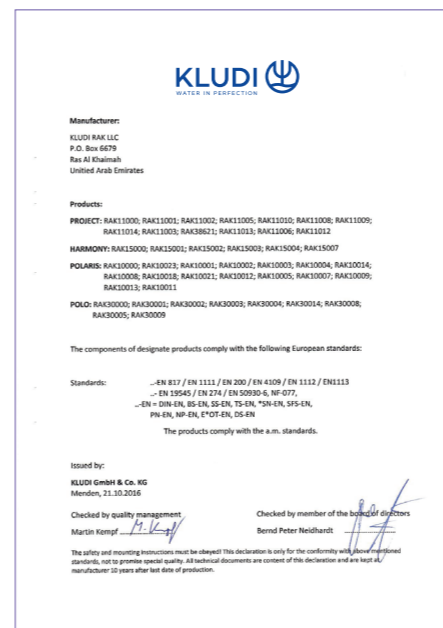 KLUDI
WATER IN PERFECTION
Manufacturer:
KLUDI RAK LLC
P.O. Box 6679
Ras Al Khaimah
Unitied Arab Emirates
Products:
PROJECT: RAK11000; RAK11001; RAK11002; RAK11005; RAK11010; RAK11008; RAK11009;
RAK11014; RAK11003; RAK38621; RAK11013; RAK11006; RAK11012
HARMONY: RAK15000; RAK15001; RAK15002; RAK15003; RAK15004; RAK15007
POLARIS: RAK10000; RAK10023; RAK10001; RAK10002; RAK10003; RAK10004; RAK10014;
RAK10008; RAK10018; RAK10021; RAK10012; RAK10005; RAK10007; RAK10009;
RAK10013; RAK10011
POLO: RAK30000; RAK30001; RAK30002; RAK30003; RAK30004; RAK30014; RAK30008;
RAK30005; RAK30009
The components of designate products comply with the following European standards:
Standards: ..-EN 817 / EN 1111 / EN 200 / EN 4109 / EN 1112 / EN1113
..- EN 19545 / EN 274 / EN 50930-6, NF-077,
..-EN = DIN-EN, BS-EN, SS-EN, TS-EN, *SN-EN, SFS-EN,
PN-EN, NP-EN, E*OT-EN, DS-EN
The products comply with the a.m. standards.
Issued by:
KLUDI GmbH & Co. KG
Menden, 21.10.2016
Checked by quality management Checked by member of the board of directors
Martin Kempf M. Kempf Bernd Peter Neidhardt
The safety and mounting instructions must be obeyed! This declaration is only for the conformity with above mentioned
standards, not to promise special quality. All technical documents are content of this declaration and are kept at
manufacturer 10 years after last date of production.